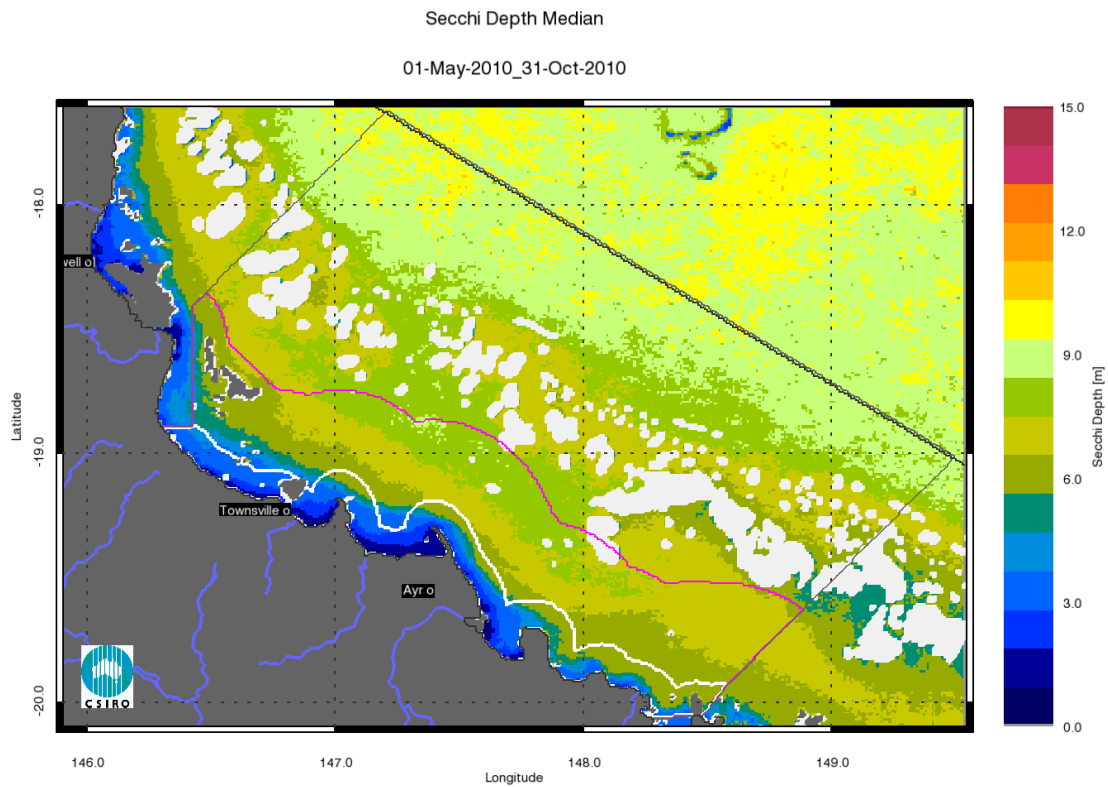 Secchi Depth Median
01-May-2010_31-Oct-2010
15.0
12.0
9.0
6.0
3.0
0.0
Secchi Depth [m]
-18.0
-19.0
-20.0
Latitude
well o
Townsville o
Ayr o
CSIRO
146.0
147.0
148.0
149.0
Longitude